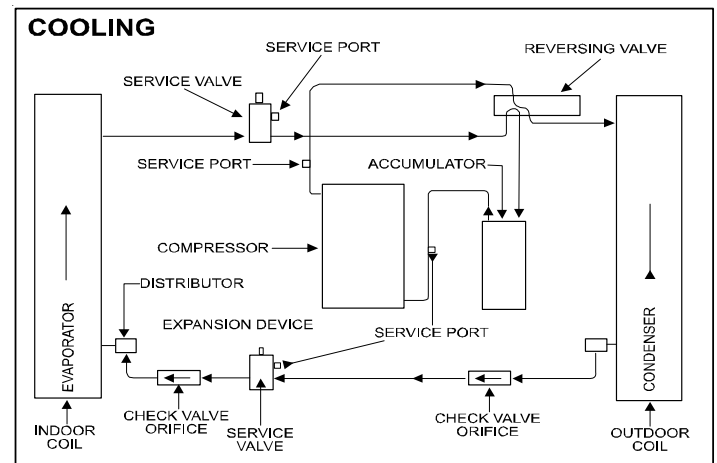 COOLING
SERVICE PORT
REVERSING VALVE
SERVICE VALVE
SERVICE PORT
ACCUMULATOR
COMPRESSOR
DISTRIBUTOR
EXPANSION DEVICE
SERVICE PORT
EVAPORATOR
CONDENSER
INDOOR
COIL
CHECK VALVE
ORIFICE
SERVICE
VALVE
CHECK VALVE
ORIFICE
OUTDOOR
COIL